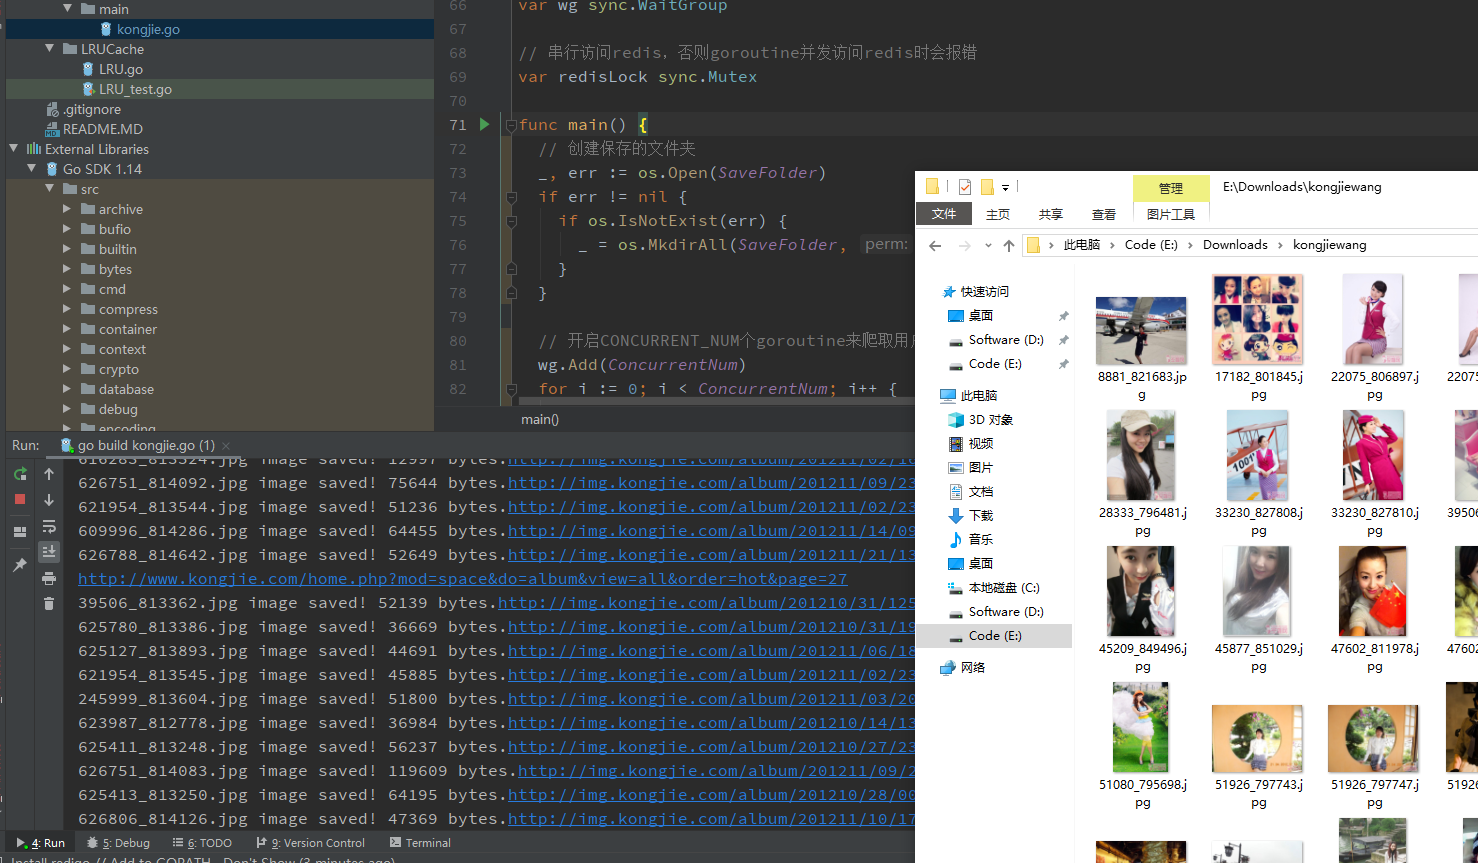 main
kongjie.go
LRUCache
LRU.go
LRU_test.go
.gitignore
README.MD
External Libraries
Go SDK 1.14
src
archive
bufio
builtin
bytes
cmd
compress
container
context
crypto
database
debug
encoding
66 var wg sync.WaitGroup
67
68 // 串行访问redis，否则goroutine并发访问redis时会报错
69 var redisLock sync.Mutex
70
71 func main() {
72 // 创建保存的文件夹
73 _, err := os.Open(SaveFolder)
74 if err != nil {
75 if os.IsNotExist(err) {
76 _ = os.MkdirAll(SaveFolder, perm:
77 }
78 }
79
80 // 开启CONCURRENT_NUM个goroutine来爬取用户
81 wg.Add(ConcurrentNum)
82 for i := 0; i < ConcurrentNum; i++ {
main()
Run: go build kongjie.go (1)
616283_813324.jpg image saved! 12997 bytes.http://img.kongjie.com/album/201211/02/18
626751_814092.jpg image saved! 75644 bytes.http://img.kongjie.com/album/201211/09/23
621954_813544.jpg image saved! 51236 bytes.http://img.kongjie.com/album/201211/02/23
609996_814286.jpg image saved! 64455 bytes.http://img.kongjie.com/album/201211/14/09
626788_814642.jpg image saved! 52649 bytes.http://img.kongjie.com/album/201211/21/13
http://www.kongjie.com/home.php?mod=space&do=album&view=all&order=hot&page=27
39506_813362.jpg image saved! 52139 bytes.http://img.kongjie.com/album/201210/31/125
625780_813386.jpg image saved! 36669 bytes.http://img.kongjie.com/album/201210/31/19
625127_813893.jpg image saved! 44691 bytes.http://img.kongjie.com/album/201211/06/18
621954_813545.jpg image saved! 45885 bytes.http://img.kongjie.com/album/201211/02/23
245999_813604.jpg image saved! 51800 bytes.http://img.kongjie.com/album/201211/03/20
623987_812778.jpg image saved! 36984 bytes.http://img.kongjie.com/album/201210/14/13
625411_813248.jpg image saved! 56237 bytes.http://img.kongjie.com/album/201210/27/23
626751_814083.jpg image saved! 119609 bytes.http://img.kongjie.com/album/201211/09/2
625413_813250.jpg image saved! 64195 bytes.http://img.kongjie.com/album/201210/28/00
626806_814126.jpg image saved! 47369 bytes.http://img.kongjie.com/album/201211/10/17
4: Run 5: Debug 6: TODO 9: Version Control Terminal
Install redigo // Add to GOPATH - Don't Show (3 minutes ago)
管理 E:\Downloads\kongjiewang
文件 主页 共享 查看 图片工具
此电脑 Code (E:) Downloads kongjiewang
快速访问
桌面
Software (D:)
Code (E:)
此电脑
3D 对象
视频
图片
文档
下载
音乐
桌面
本地磁盘 (C:)
Software (D:)
Code (E:)
网络
8881_821683.jpg
17182_801845.jpg
22075_806897.jpg
22075
28333_796481.jpg
33230_827808.jpg
33230_827810.jpg
39506
45209_849496.jpg
45877_851029.jpg
47602_811978.jpg
47602
51080_795698.jpg
51926_797743.jpg
51926_797747.jpg
51926